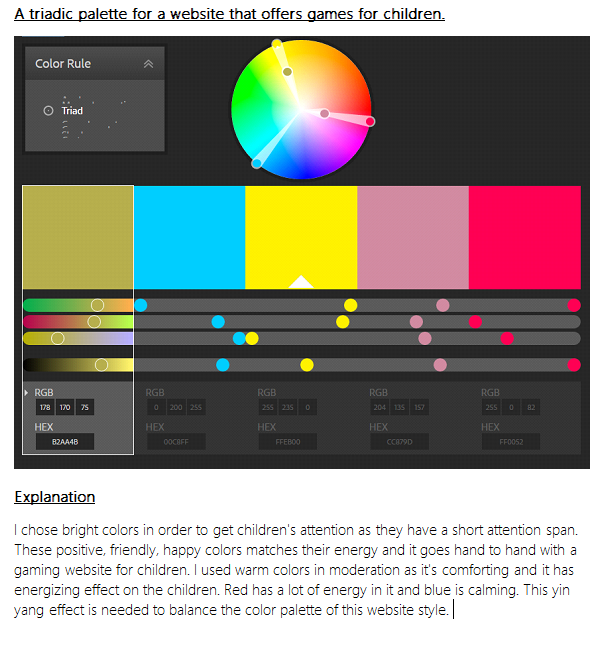 A triadic palette for a website that offers games for children.
Color Rule
Triad
RGB RGB RGB RGB RGB
178 170 75 0 200 255 255 235 0 204 135 157 255 0 82
HEX HEX HEX HEX HEX
B2AA4B 00C8FF FFEB00 CC879D FF0052
Explanation
I chose bright colors in order to get children's attention as they have a short attention span.
These positive, friendly, happy colors matches their energy and it goes hand to hand with a
gaming website for children. I used warm colors in moderation as it's comforting and it has
energizing effect on the children. Red has a lot of energy in it and blue is calming. This yin
yang effect is needed to balance the color palette of this website style.